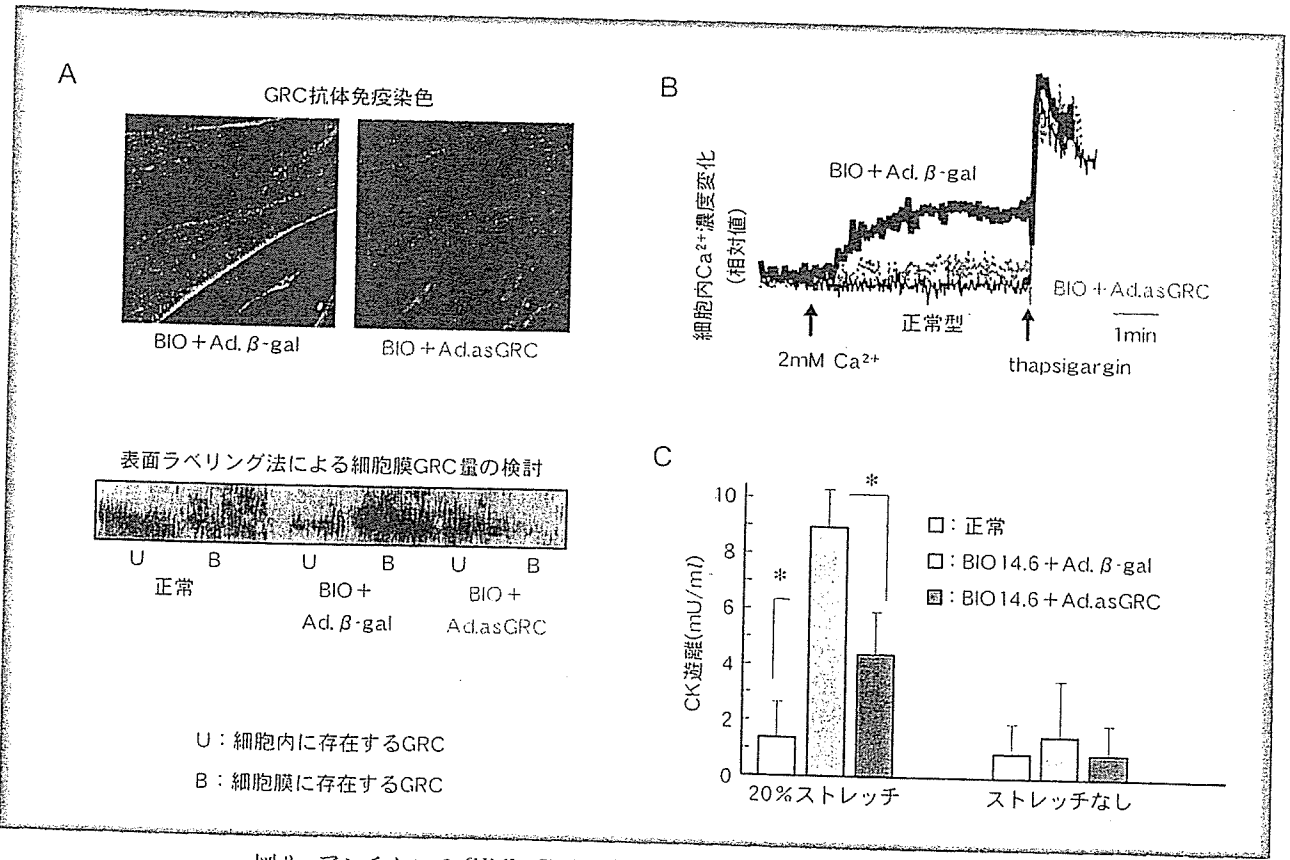 A
GRC抗体免疫染色
BIO+Ad. β-gal
BIO+Ad.asGRC
表面ラベリング法による細胞膜GRC量の検討
U B U B U B
正常
BIO+
Ad. β-gal
BIO+
Ad.asGRC
U:細胞内に存在するGRC
B:細胞膜に存在するGRC
B
細胞内Ca²⁺濃度変化
(相対値)
BIO+Ad. β-gal
BIO+Ad.asGRC
正常型
1min
2mM Ca²⁺
thapsigargin
C
CK遊離(mU/ml)
10
8
6
4
2
0
*
*
□:正常
□:BIO14.6+Ad. β-gal
■:BIO14.6+Ad.asGRC
20%ストレッチ
ストレッチなし